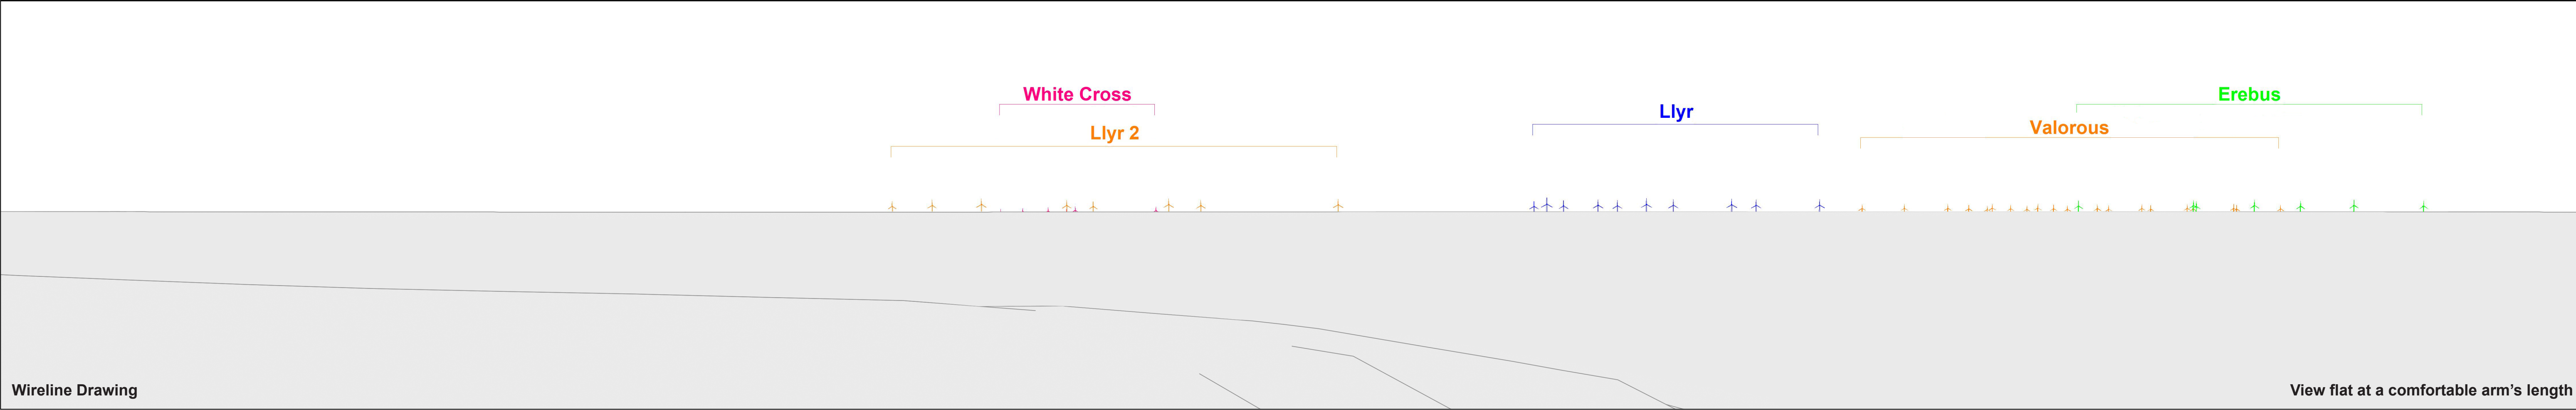 White Cross
Llyr 2
Llyr
Erebus
Valorous
Wireline Drawing
View flat at a comfortable arm's length